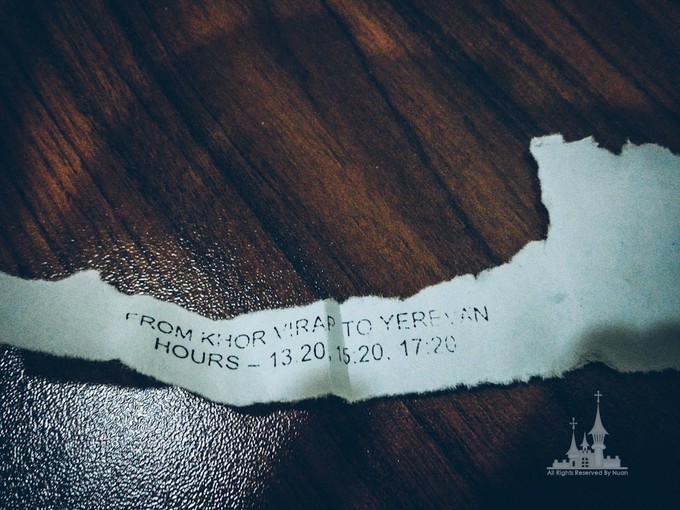 FROM KHOR VIRAP TO YEREVAN
HOURS – 13.20, 15:20, 17:20
All Rights Reserved By Nuan